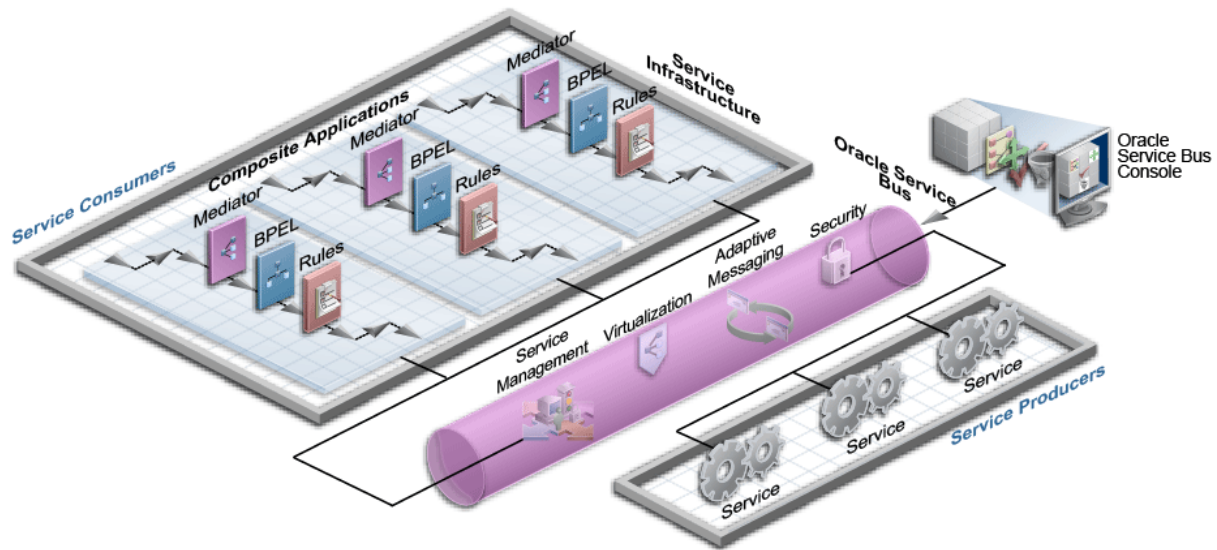 Service Consumers
Composite Applications
Service
Infrastructure
Mediator
BPEL
Rules
Mediator
BPEL
Rules
Mediator
BPEL
Rules
Oracle Service
Bus
Oracle
Service Bus
Console
Service
Management
Virtualization
Adaptive
Messaging
Security
Service
Service
Service
Service Producers